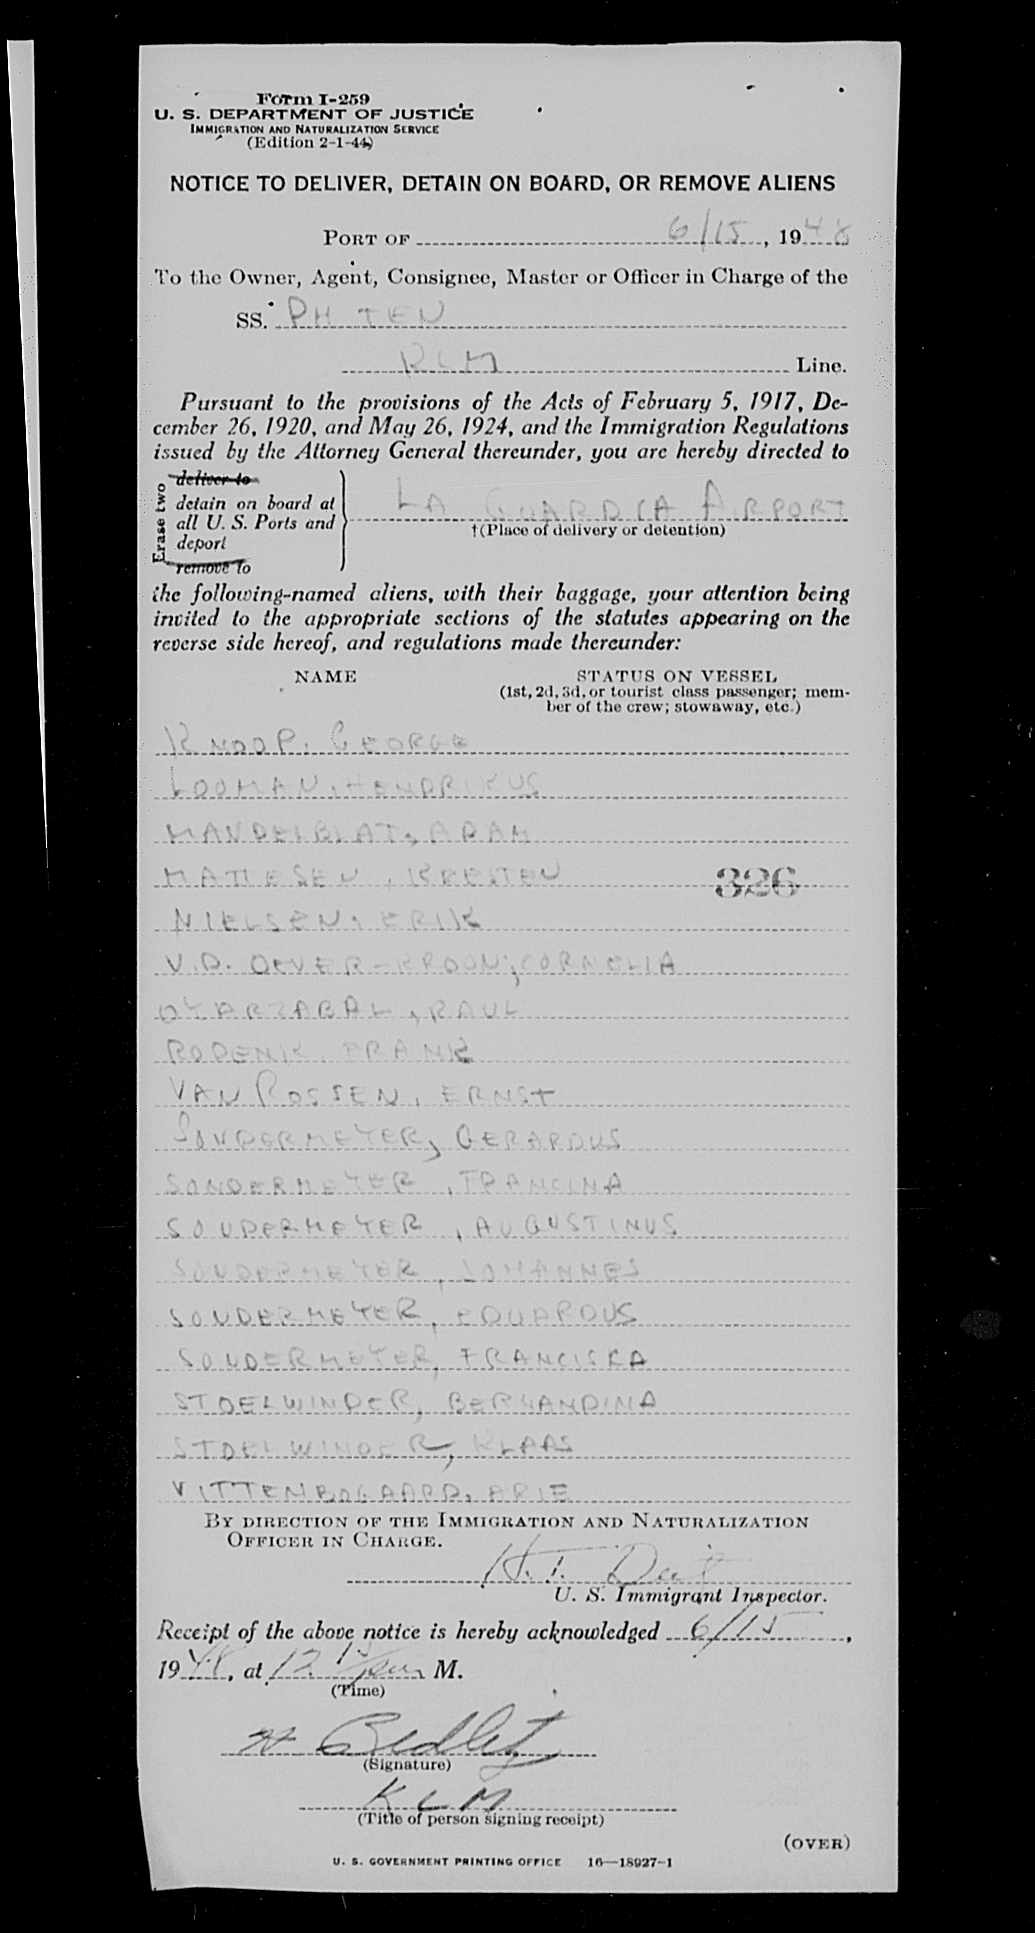 Form I-259
U. S. DEPARTMENT OF JUSTICE
IMMIGRATION AND NATURALIZATION SERVICE
(Edition 2-1-44)
NOTICE TO DELIVER, DETAIN ON BOARD, OR REMOVE ALIENS
PORT OF 6/15, 1948
To the Owner, Agent, Consignee, Master or Officer in Charge of the
SS. PH TEN
KLM Line.
Pursuant to the provisions of the Acts of February 5, 1917, De-
cember 26, 1920, and May 26, 1924, and the Immigration Regulations
issued by the Attorney General thereunder, you are hereby directed to
Erase two
deliver to
detain on board at
all U. S. Ports and
deport
remove to
LA GUARDIA AIRPORT
†(Place of delivery or detention)
the following-named aliens, with their baggage, your attention being
invited to the appropriate sections of the statutes appearing on the
reverse side hereof, and regulations made thereunder:
NAME
STATUS ON VESSEL
(1st, 2d, 3d, or tourist class passenger; mem-
ber of the crew; stowaway, etc.)
KNOOP, GEORGE
LOOMAN, HENDRIKUS
MANDELBLAT, ADAM
MATTESEN, KRESTEN
326
NIELSEN, ERIK
V.D. OEVER-KROON, CORNELIA
OYARZABAL, RAUL
RODENK, FRANK
VAN ROSSEN, ERNST
SONDERMEYER, GERARDUS
SONDERMEYER, FRANCINA
SONDERMEYER, AUGUSTINUS
SONDERMEYER, JOHANNES
SONDERMEYER, EDUARDUS
SONDERMEYER, FRANCISKA
STOELWINDER, BERNANDINA
STOELWINDER, KLAAS
VITTENBOGAARD, ARIE
BY DIRECTION OF THE IMMIGRATION AND NATURALIZATION
OFFICER IN CHARGE.
H. T.
U. S. Immigrant Inspector.
Receipt of the above notice is hereby acknowledged 6/15,
1948, at 12 15 pm M.
(Time)
(Signature)
KLM
(Title of person signing receipt)
(OVER)
U. S. GOVERNMENT PRINTING OFFICE 16—18927-1